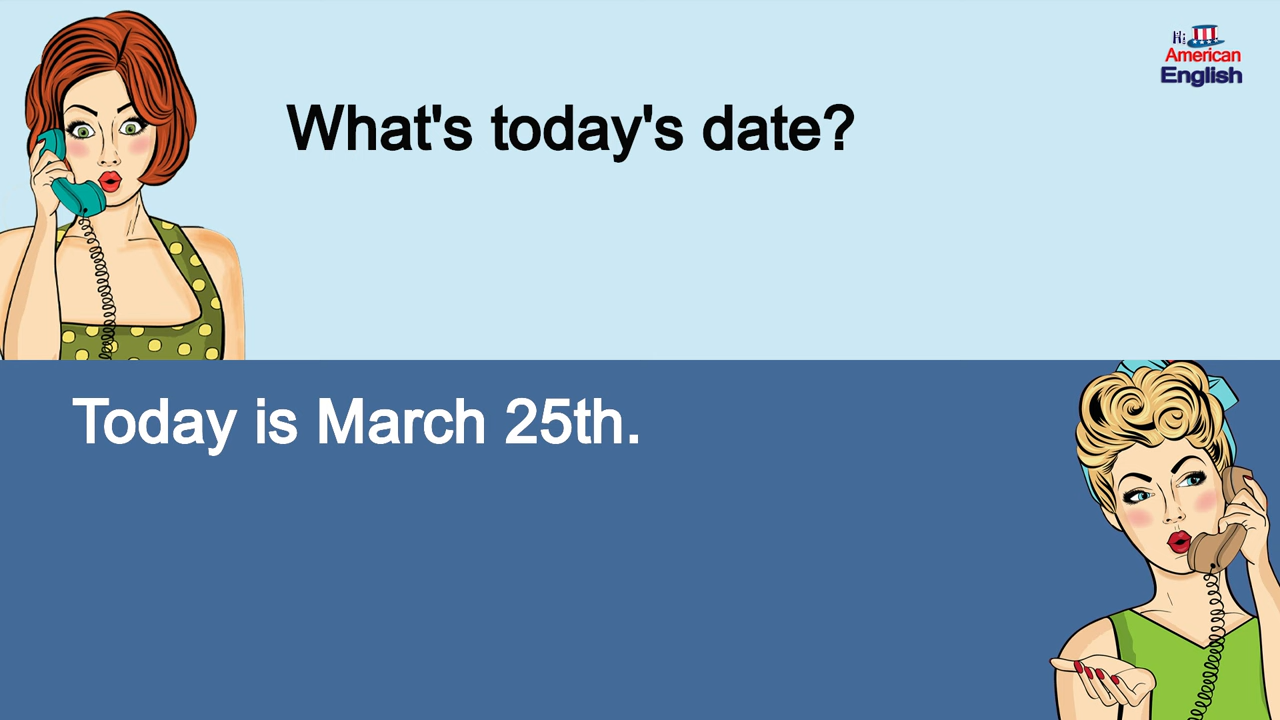 Hi
American
English
What's today's date?
Today is March 25th.